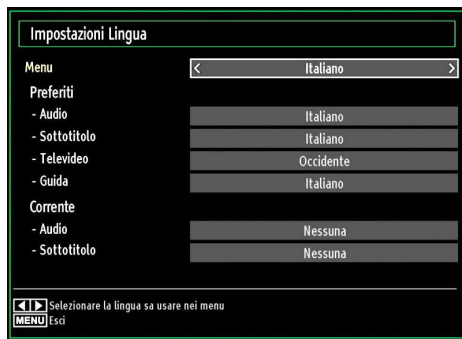 Impostazioni Lingua
Menu < Italiano >
Preferiti
- Audio Italiano
- Sottotitolo Italiano
- Televideo Occidente
- Guida Italiano
Corrente
- Audio Nessuna
- Sottotitolo Nessuna
Selezionare la lingua sa usare nei menu
MENU Esci